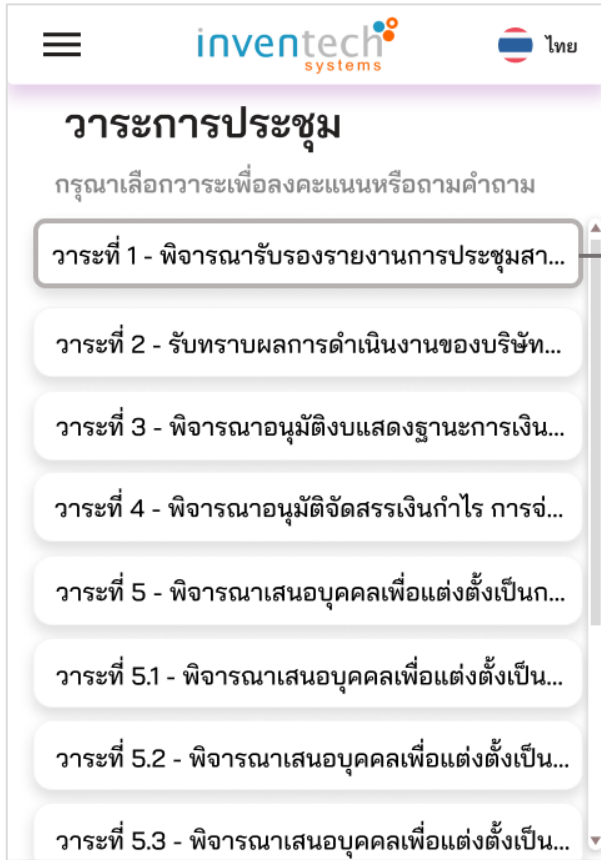 inventech
systems
ไทย
วาระการประชุม
กรุณาเลือกวาระเพื่อลงคะแนนหรือถามคำถาม
วาระที่ 1 - พิจารณารับรองรายงานการประชุมสา...
วาระที่ 2 - รับทราบผลการดำเนินงานของบริษัท...
วาระที่ 3 - พิจารณาอนุมัติงบแสดงฐานะการเงิน...
วาระที่ 4 - พิจารณาอนุมัติจัดสรรเงินกำไร การจ่...
วาระที่ 5 - พิจารณาเสนอบุคคลเพื่อแต่งตั้งเป็นก...
วาระที่ 5.1 - พิจารณาเสนอบุคคลเพื่อแต่งตั้งเป็น...
วาระที่ 5.2 - พิจารณาเสนอบุคคลเพื่อแต่งตั้งเป็น...
วาระที่ 5.3 - พิจารณาเสนอบุคคลเพื่อแต่งตั้งเป็น...